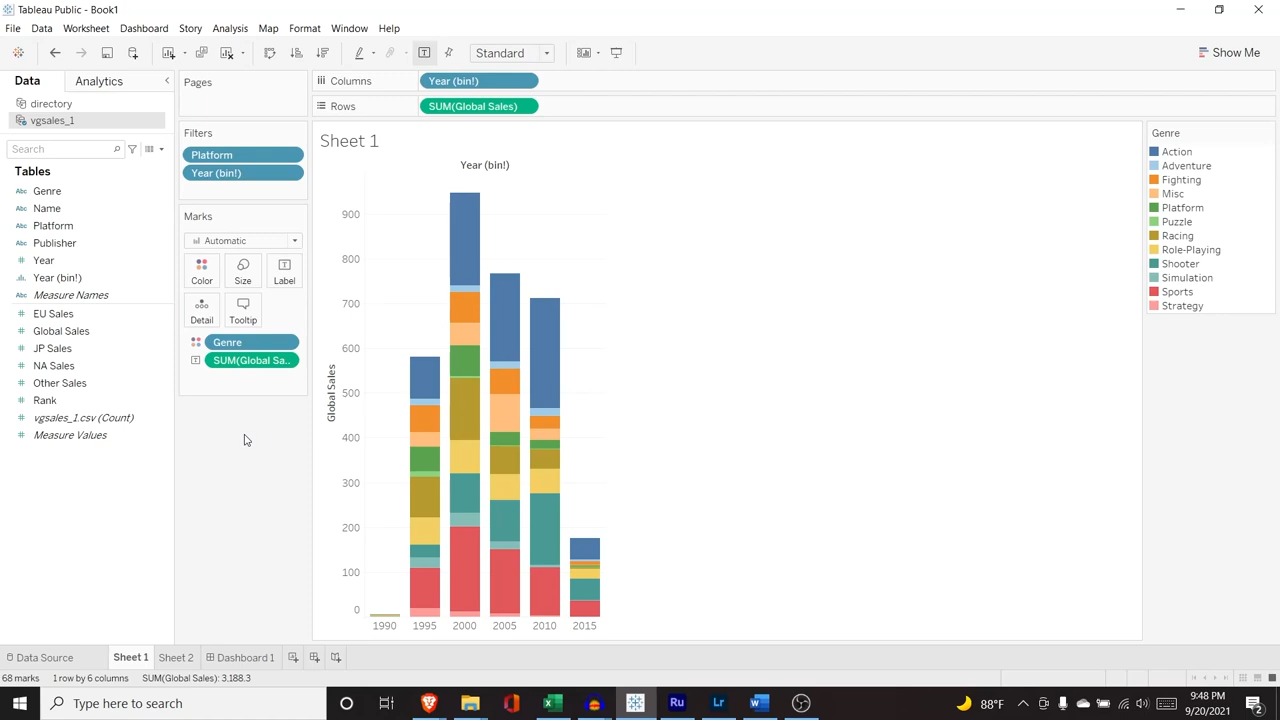 Tableau Public - Book1
File Data Worksheet Dashboard Story Analysis Map Format Window Help
Standard
Show Me
Data Analytics
directory
vgsales_1
Search
Tables
Abc Genre
Abc Name
Abc Platform
Abc Publisher
Year
Year (bin!)
Abc Measure Names
EU Sales
Global Sales
JP Sales
NA Sales
Other Sales
Rank
vgsales_1.csv (Count)
Measure Values
Pages
Filters
Platform
Year (bin!)
Marks
Automatic
Color Size Label
Detail Tooltip
Genre
SUM(Global Sa..
Columns Year (bin!)
Rows SUM(Global Sales)
Sheet 1
Year (bin!)
Global Sales
900
800
700
600
500
400
300
200
100
0
1990 1995 2000 2005 2010 2015
Genre
Action
Adventure
Fighting
Misc
Platform
Puzzle
Racing
Role-Playing
Shooter
Simulation
Sports
Strategy
Data Source Sheet 1 Sheet 2 Dashboard 1
68 marks 1 row by 6 columns SUM(Global Sales): 3,188.3
Type here to search
Ru
Lr
88°F
9:48 PM
9/20/2021